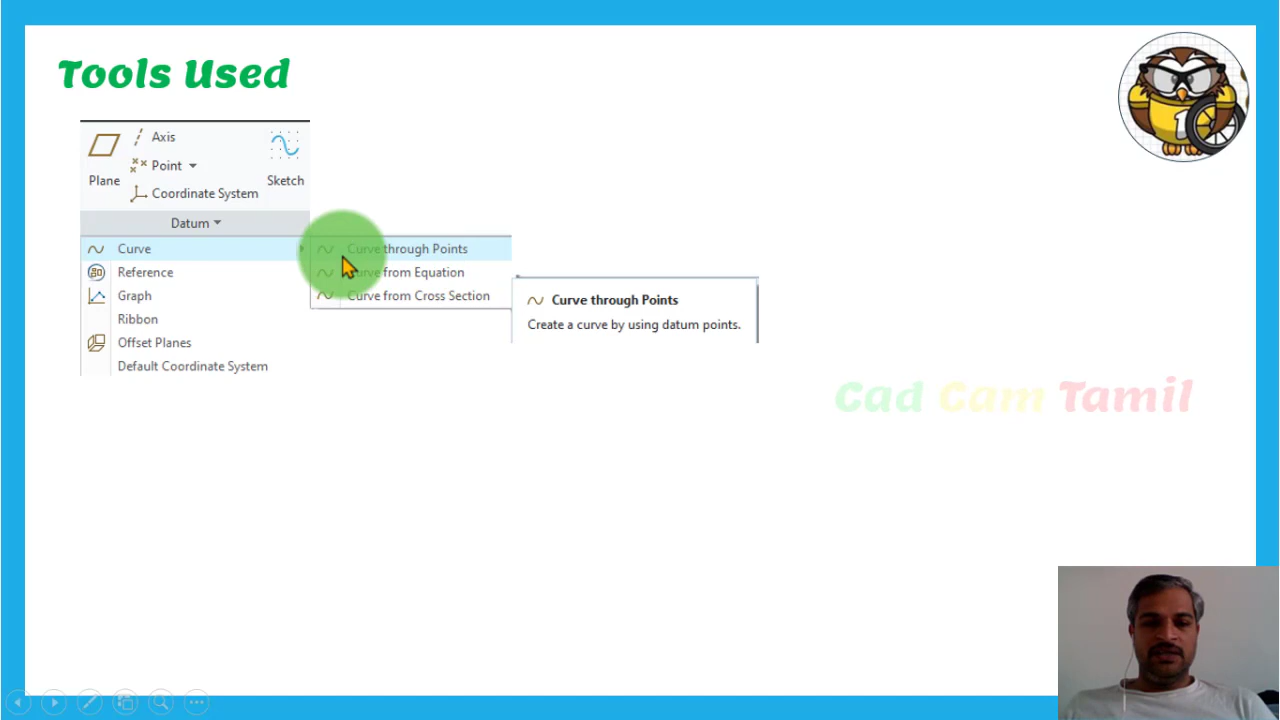 Tools Used
Axis
Point
Plane
Sketch
Coordinate System
Datum
Curve
Reference
Graph
Ribbon
Offset Planes
Default Coordinate System
Curve through Points
Curve from Equation
Curve from Cross Section
Curve through Points
Create a curve by using datum points.
Cad Cam Tamil